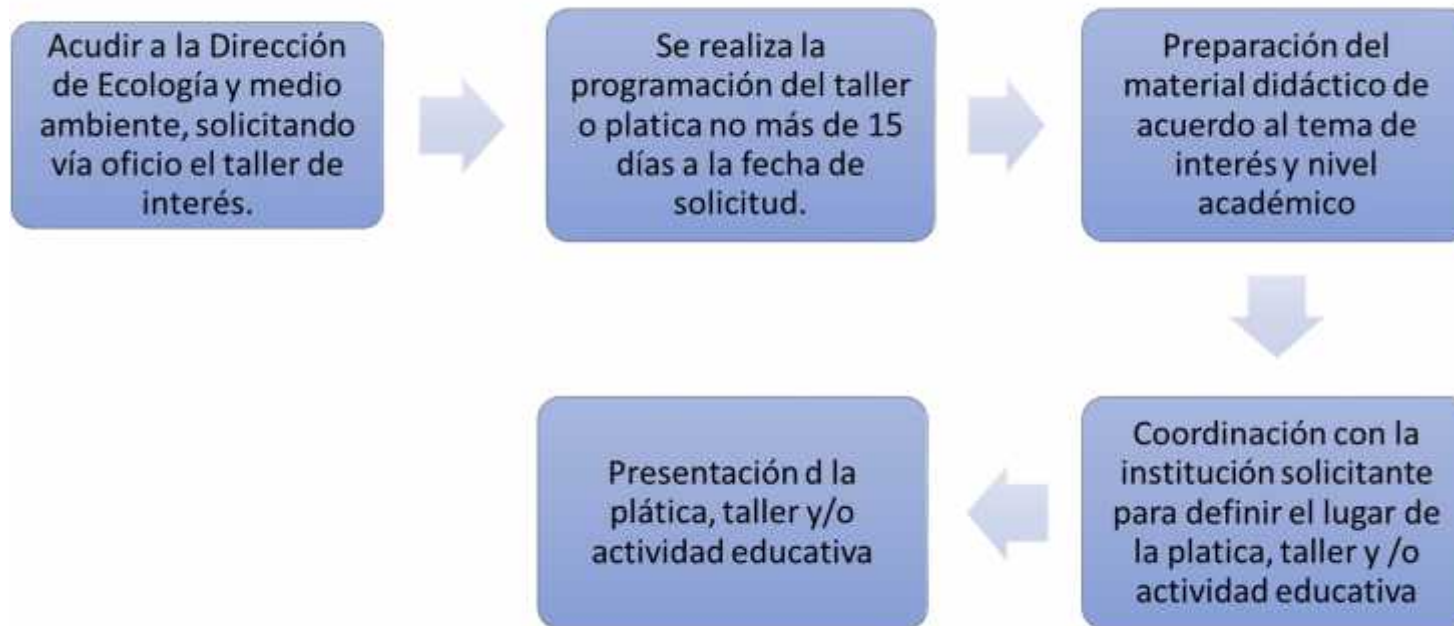 Acudir a la Dirección
de Ecología y medio
ambiente, solicitando
vía oficio el taller de
interés.
Se realiza la
programación del taller
o platica no más de 15
días a la fecha de
solicitud.
Preparación del
material didáctico de
acuerdo al tema de
interés y nivel
académico
Coordinación con la
institución solicitante
para definir el lugar de
la platica, taller y /o
actividad educativa
Presentación d la
plática, taller y/o
actividad educativa